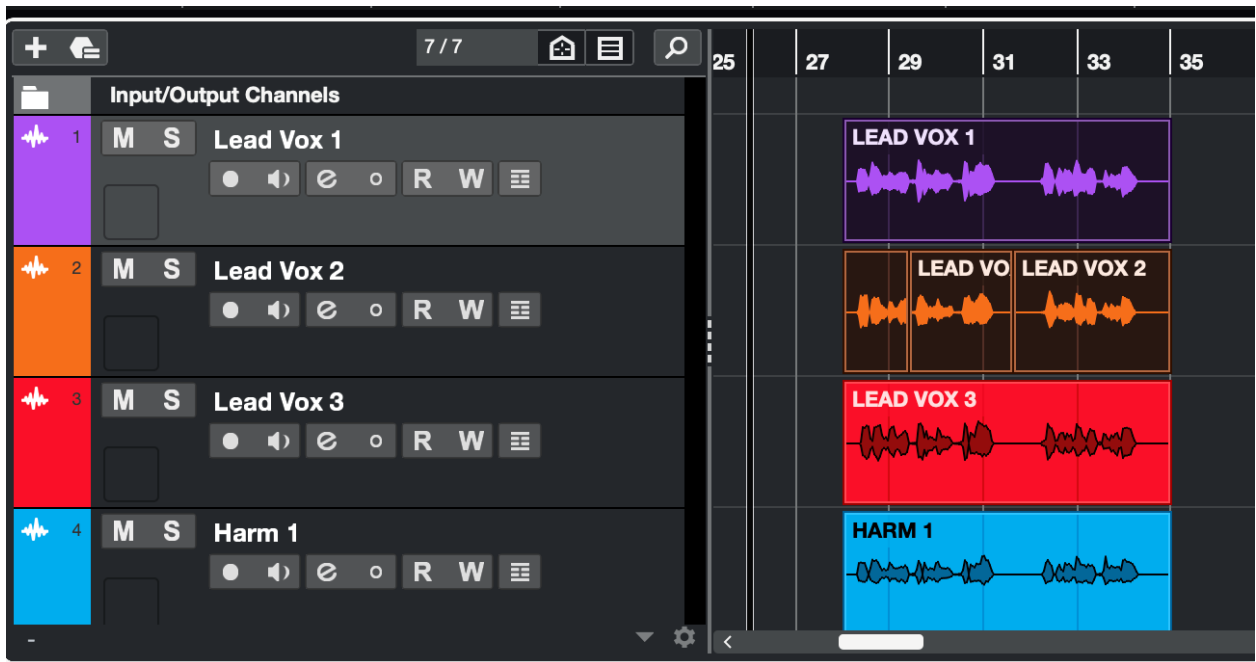 7 / 7
25 27 29 31 33 35
Input/Output Channels
1 M S Lead Vox 1
e R W
LEAD VOX 1
2 M S Lead Vox 2
e R W
LEAD VO LEAD VOX 2
3 M S Lead Vox 3
e R W
LEAD VOX 3
4 M S Harm 1
e R W
HARM 1